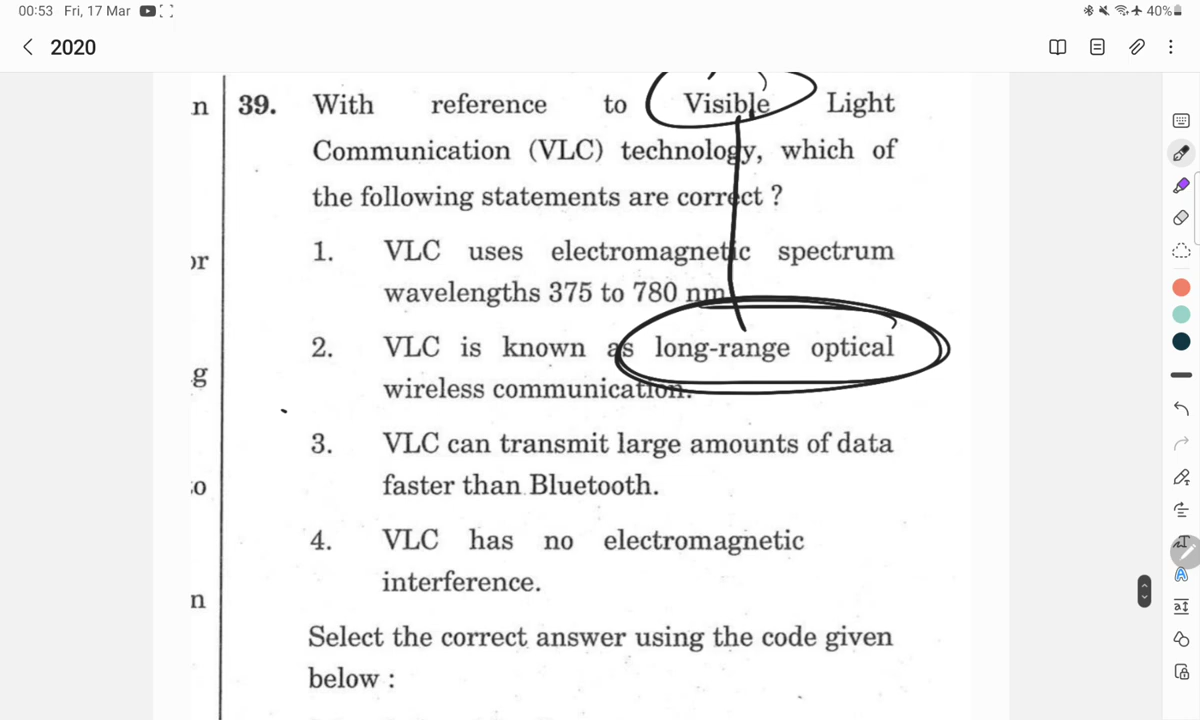 00:53 Fri, 17 Mar
40%
2020
n
39. With reference to Visible Light
Communication (VLC) technology, which of
the following statements are correct ?
or
1. VLC uses electromagnetic spectrum
wavelengths 375 to 780 nm
2. VLC is known as long-range optical
g
wireless communication.
3. VLC can transmit large amounts of data
faster than Bluetooth.
4. VLC has no electromagnetic
interference.
n
Select the correct answer using the code given
below :